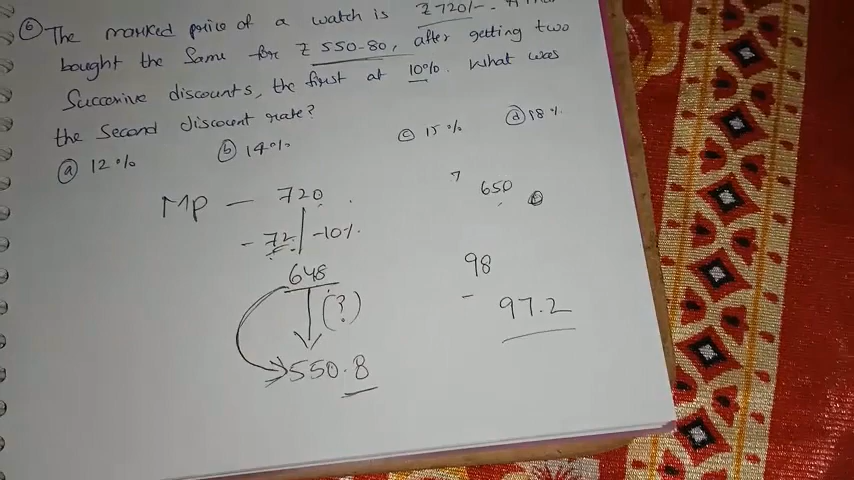 ⑥ The marked price of a watch is ₹720/-. A man
bought the same for ₹ 550-80, after getting two
Successive discounts, the first at 10%. What was
the Second discount rate?
ⓐ 12% ⓑ 14% ⓒ 15% ⓓ 18%
MP - 720
- 72 -10%
648
(?)
550.8
7
650
98
-
97.2